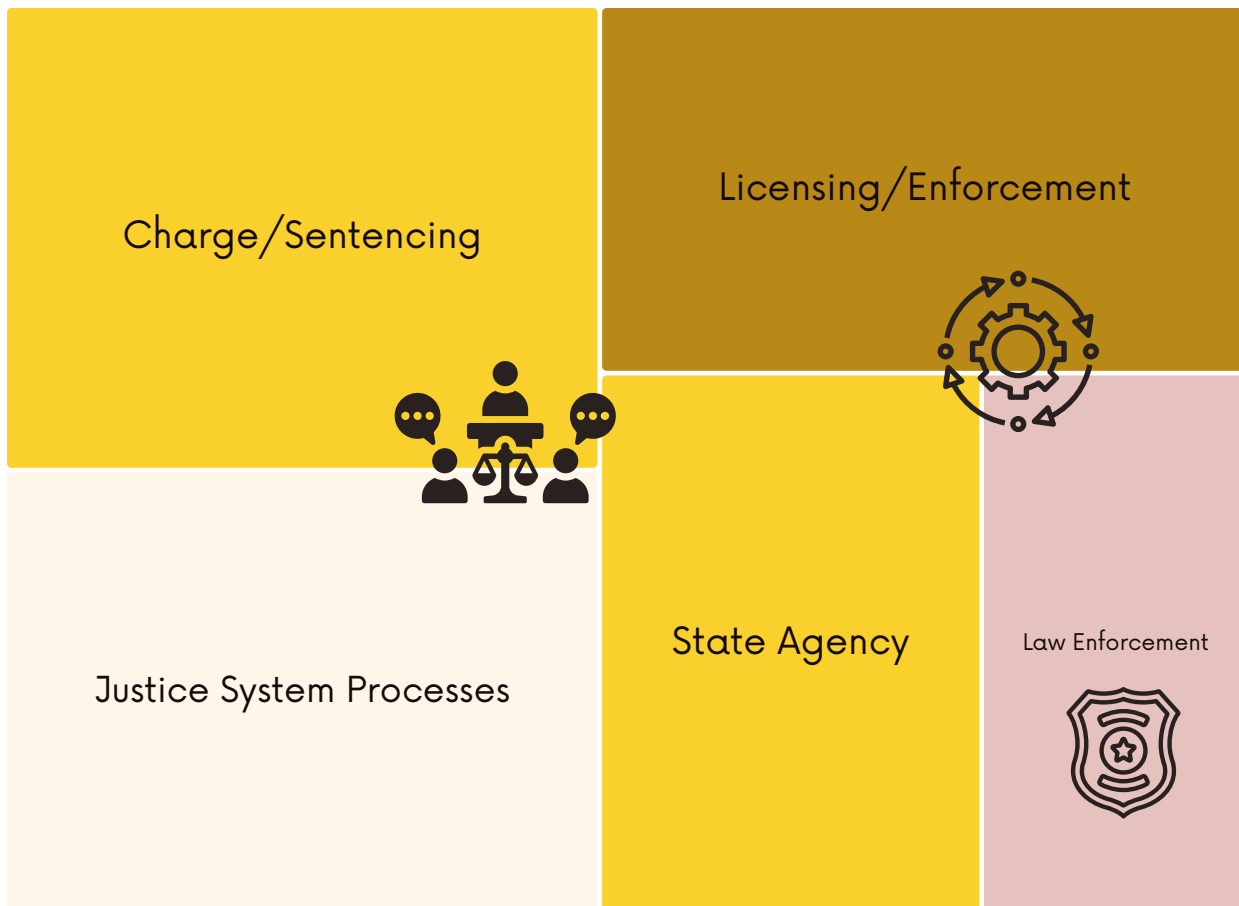 Charge/Sentencing
Licensing/Enforcement
Justice System Processes
State Agency
Law Enforcement